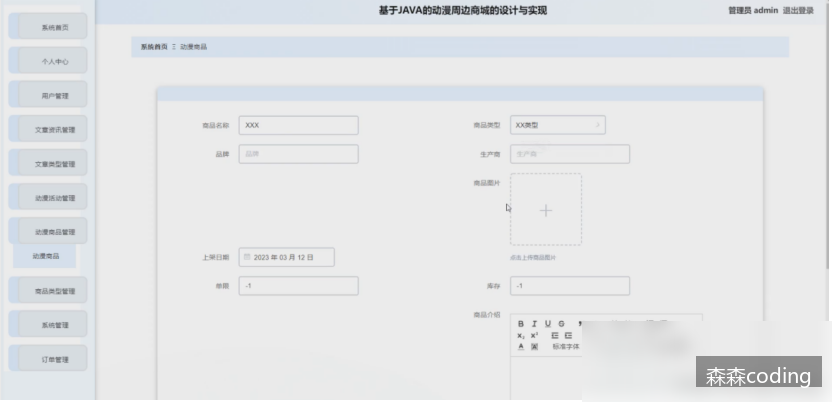 基于JAVA的动漫周边商城的设计与实现
管理员 admin 退出登录
系统首页
个人中心
用户管理
文章资讯管理
文章类型管理
动漫活动管理
动漫商品管理
动漫商品
商品类型管理
系统管理
订单管理
系统首页 动漫商品
商品名称 XXX
商品类型 XX类型
品牌 品牌
生产商 生产商
商品图片
点击上传商品图片
上架日期 2023 年 03 月 12 日
单限 -1
库存 -1
商品介绍
B I U S
X₂ X²
A 标准字体
森森coding